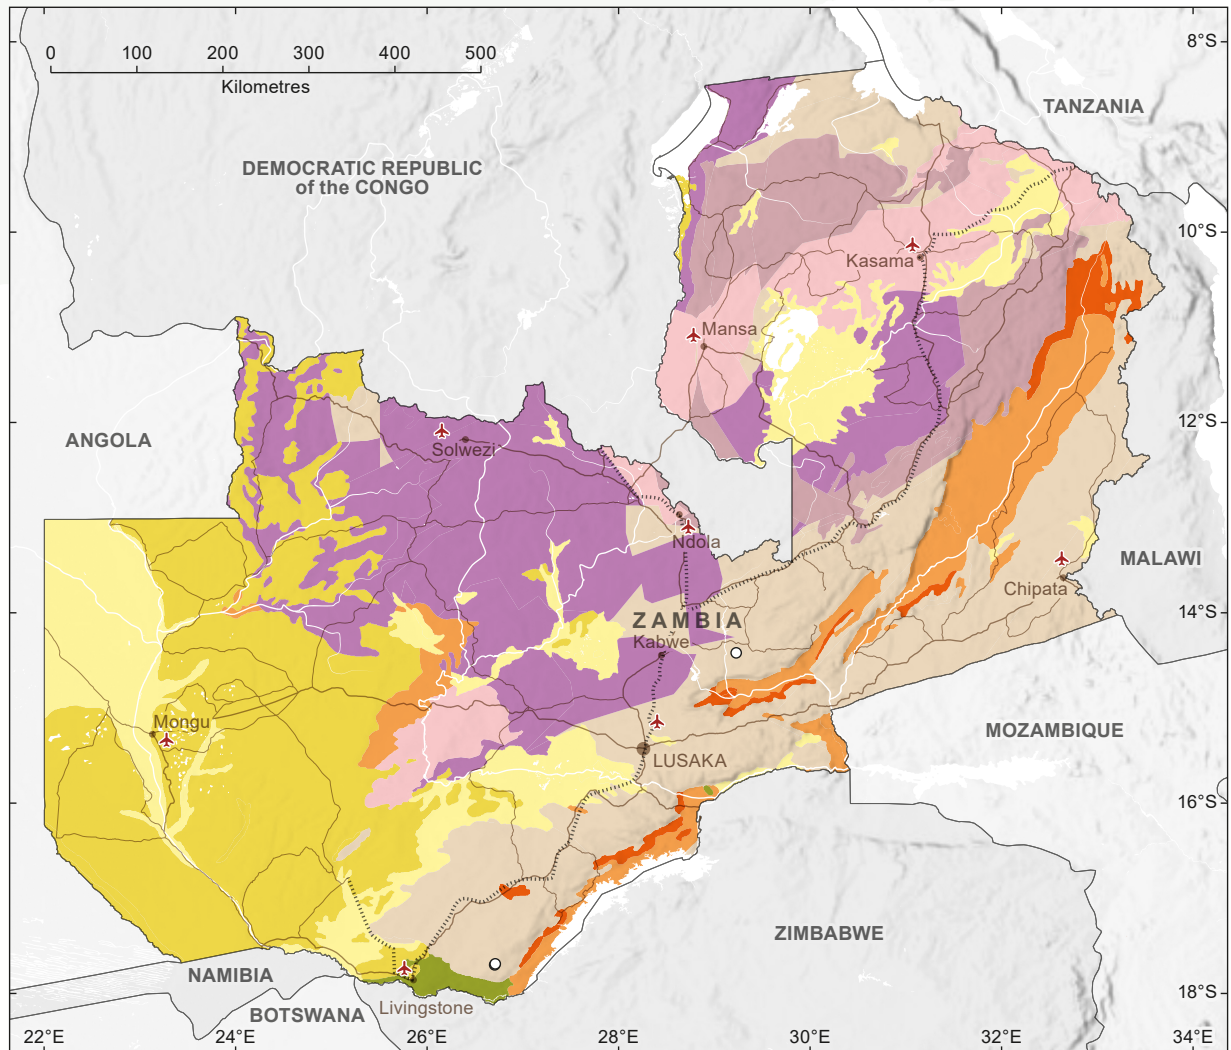 0 100 200 300 400 500
Kilometres
8°S
TANZANIA
DEMOCRATIC REPUBLIC
of the CONGO
10°S
Kasama
Mansa
12°S
ANGOLA
Solwezi
Ndola
MALAWI
Chipata
14°S
ZAMBIA
Kabwe
Mongu
MOZAMBIQUE
LUSAKA
16°S
ZIMBABWE
NAMIBIA
18°S
Livingstone
BOTSWANA
22°E 24°E 26°E 28°E 30°E 32°E 34°E